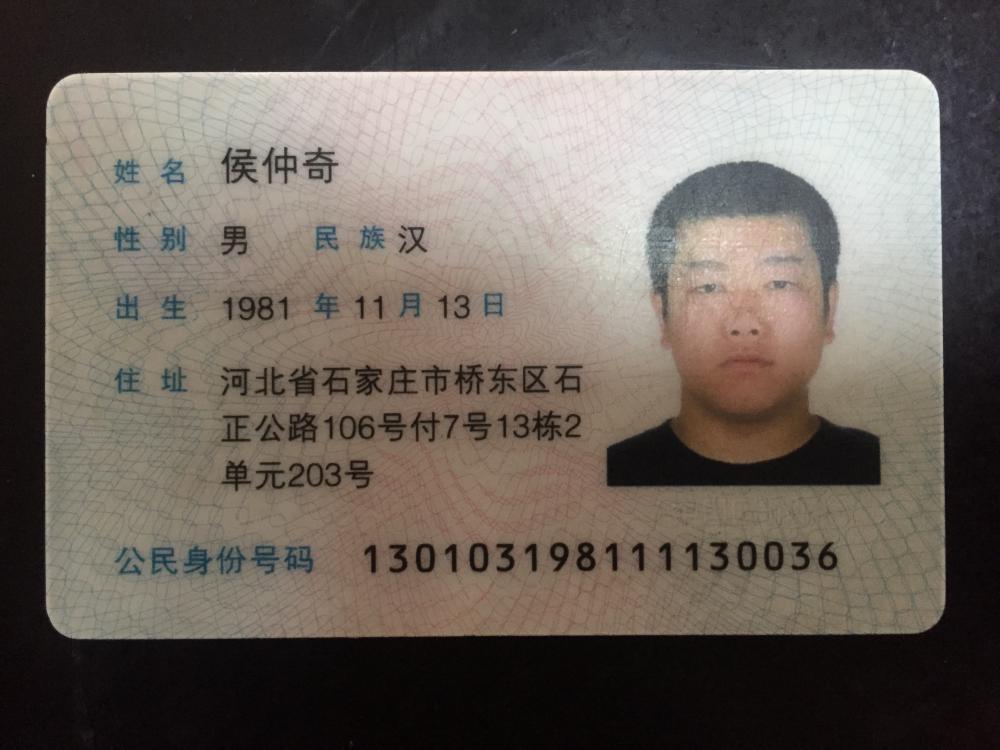 姓名 侯仲奇
性别 男 民族 汉
出生 1981 年 11 月 13 日
住址 河北省石家庄市桥东区石
正公路106号付7号13栋2
单元203号
公民身份号码 130103198111130036